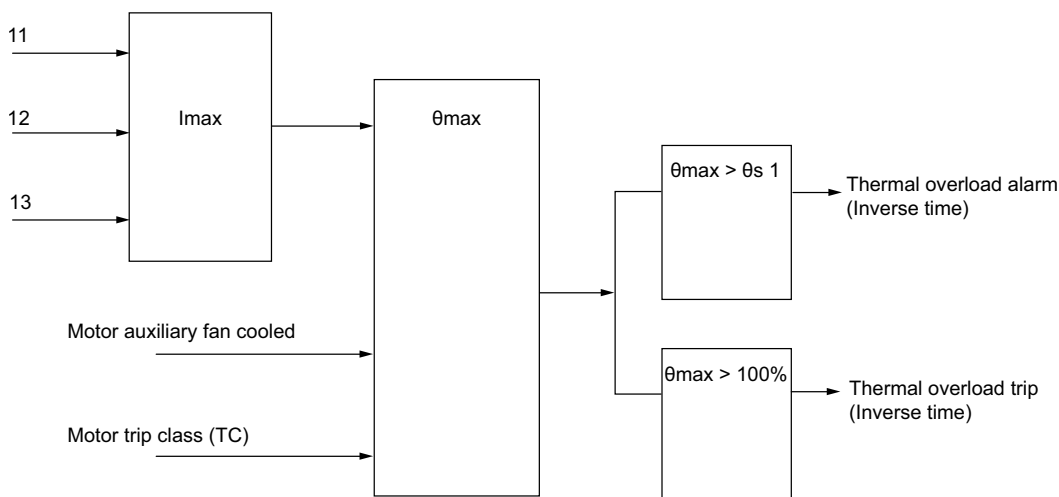 11
12
13
Imax
θmax
Motor auxiliary fan cooled
Motor trip class (TC)
θmax > θs 1
Thermal overload alarm
(Inverse time)
θmax > 100%
Thermal overload trip
(Inverse time)